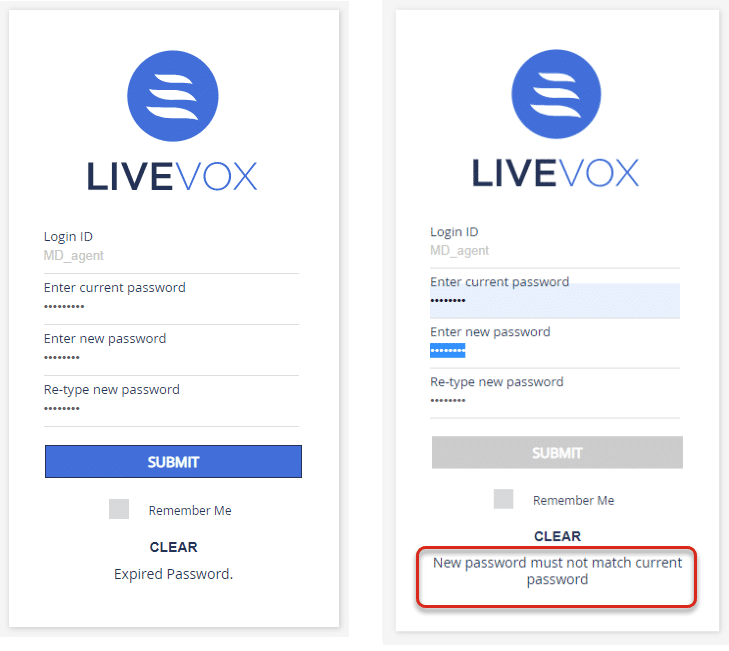 LIVEVOX
Login ID
MD_agent
Enter current password
•••••••••
Enter new password
••••••••
Re-type new password
••••••••
SUBMIT
Remember Me
CLEAR
Expired Password.
LIVEVOX
Login ID
MD_agent
Enter current password
••••••••
Enter new password
••••••••
Re-type new password
••••••••
SUBMIT
Remember Me
CLEAR
New password must not match current
password